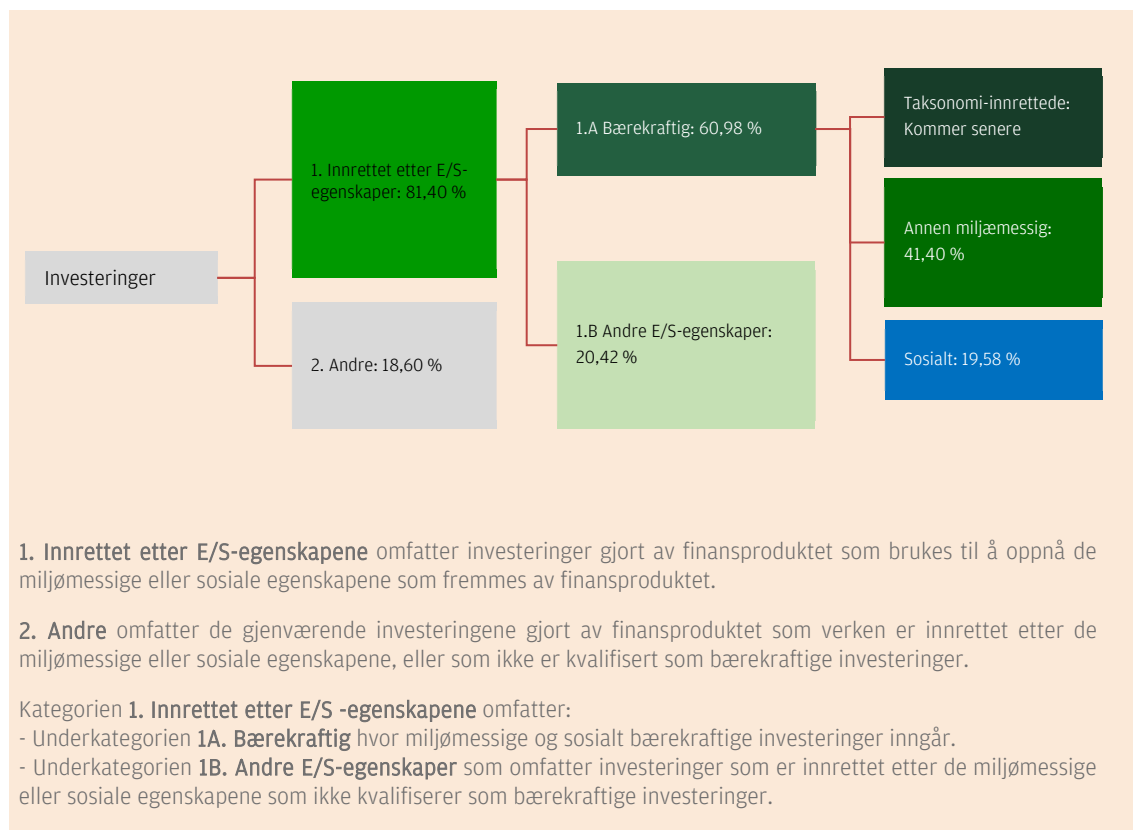 Investeringer
1. Innrettet etter E/S-
egenskaper: 81,40 %
2. Andre: 18,60 %
1.A Bærekraftig: 60,98 %
1.B Andre E/S-egenskaper:
20,42 %
Taksonomi-innrettede:
Kommer senere
Annen miljæmessig:
41,40 %
Sosialt: 19,58 %
1. Innrettet etter E/S-egenskapene omfatter investeringer gjort av finansproduktet som brukes til å oppnå de
miljømessige eller sosiale egenskapene som fremmes av finansproduktet.
2. Andre omfatter de gjenværende investeringene gjort av finansproduktet som verken er innrettet etter de
miljømessige eller sosiale egenskapene, eller som ikke er kvalifisert som bærekraftige investeringer.
Kategorien 1. Innrettet etter E/S -egenskapene omfatter:
- Underkategorien 1A. Bærekraftig hvor miljømessige og sosialt bærekraftige investeringer inngår.
- Underkategorien 1B. Andre E/S-egenskaper som omfatter investeringer som er innrettet etter de miljømessige
eller sosiale egenskapene som ikke kvalifiserer som bærekraftige investeringer.